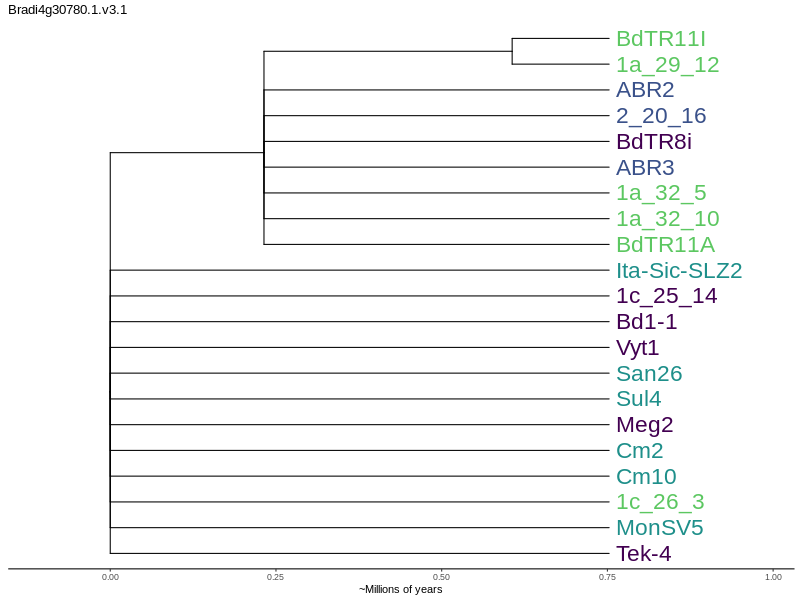 Bradi4g30780.1.v3.1
BdTR11I
1a_29_12
ABR2
2_20_16
BdTR8i
ABR3
1a_32_5
1a_32_10
BdTR11A
Ita-Sic-SLZ2
1c_25_14
Bd1-1
Vyt1
San26
Sul4
Meg2
Cm2
Cm10
1c_26_3
MonSV5
Tek-4
0.00 0.25 0.50 0.75 1.00
~Millions of years